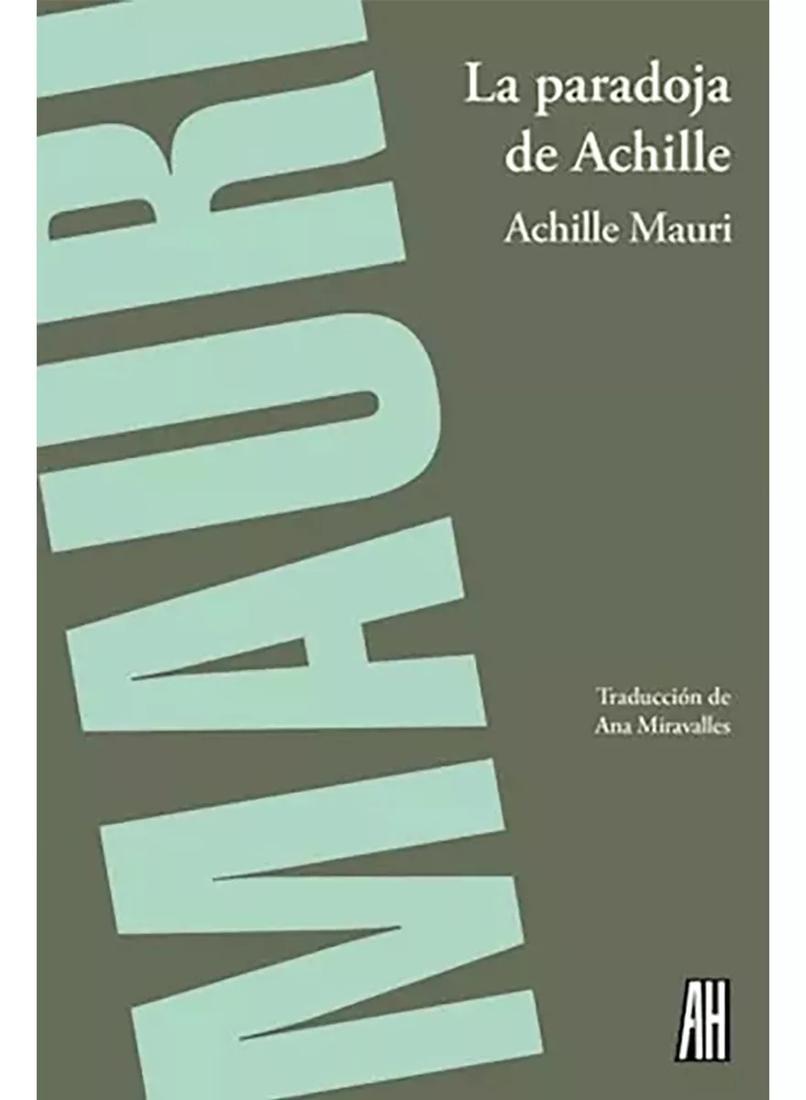 La paradoja
de Achille
Achille Mauri
MAURI
Traducción de
Ana Miravalles
AH